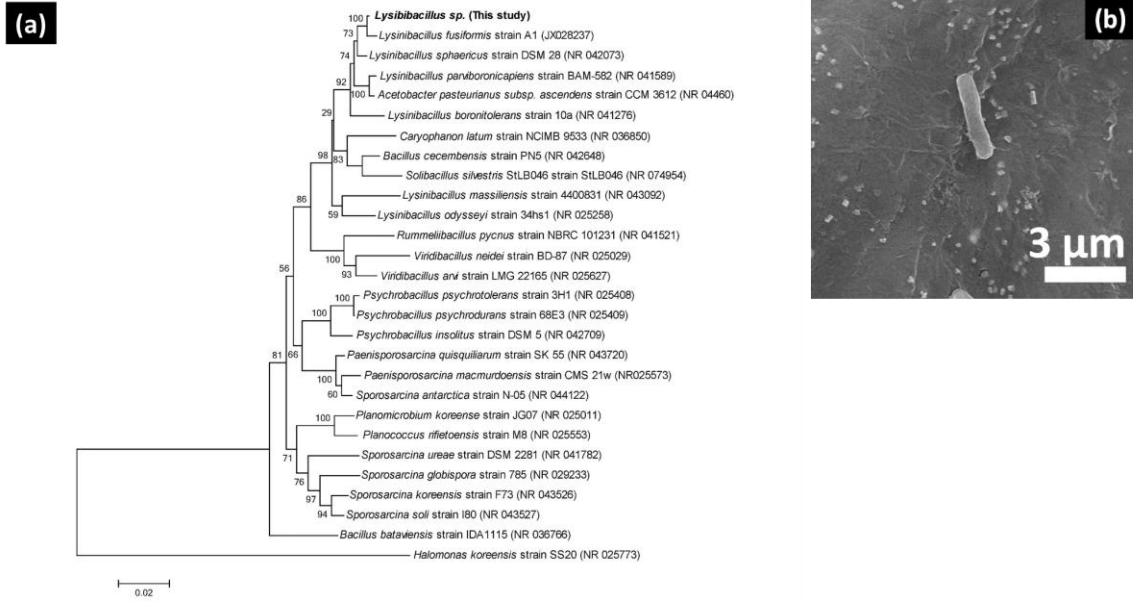 (a)
Lysibibacillus sp. (This study)
Lysinibacillus fusiformis strain A1 (JX028237)
Lysinibacillus sphaericus strain DSM 28 (NR 042073)
Lysinibacillus parviboronicapiens strain BAM-582 (NR 041589)
Acetobacter pasteurianus subsp. ascendens strain CCM 3612 (NR 04460)
Lysinibacillus boronitolerans strain 10a (NR 041276)
Caryophanon latum strain NCIMB 9533 (NR 036850)
Bacillus cecembensis strain PN5 (NR 042648)
Solibacillus silvestris StLB046 strain StLB046 (NR 074954)
Lysinibacillus massiliensis strain 4400831 (NR 043092)
Lysinibacillus odysseyi strain 34hs1 (NR 025258)
Rummeliibacillus pycnus strain NBRC 101231 (NR 041521)
Viridibacillus neidei strain BD-87 (NR 025029)
Viridibacillus arvi strain LMG 22165 (NR 025627)
Psychrobacillus psychrotolerans strain 3H1 (NR 025408)
Psychrobacillus psychrodurans strain 68E3 (NR 025409)
Psychrobacillus insolitus strain DSM 5 (NR 042709)
Paenisporosarcina quisquiliarum strain SK 55 (NR 043720)
Paenisporosarcina macmurdoensis strain CMS 21w (NR025573)
Sporosarcina antarctica strain N-05 (NR 044122)
Planomicrobium koreense strain JG07 (NR 025011)
Planococcus rifietoensis strain M8 (NR 025553)
Sporosarcina ureae strain DSM 2281 (NR 041782)
Sporosarcina globispora strain 785 (NR 029233)
Sporosarcina koreensis strain F73 (NR 043526)
Sporosarcina soli strain I80 (NR 043527)
Bacillus bataviensis strain IDA1115 (NR 036766)
Halomonas koreensis strain SS20 (NR 025773)
100
73
74
92
100
29
98
83
59
86
100
93
56
100
100
66
100
60
81
100
71
76
97
94
0.02
(b)
3 µm